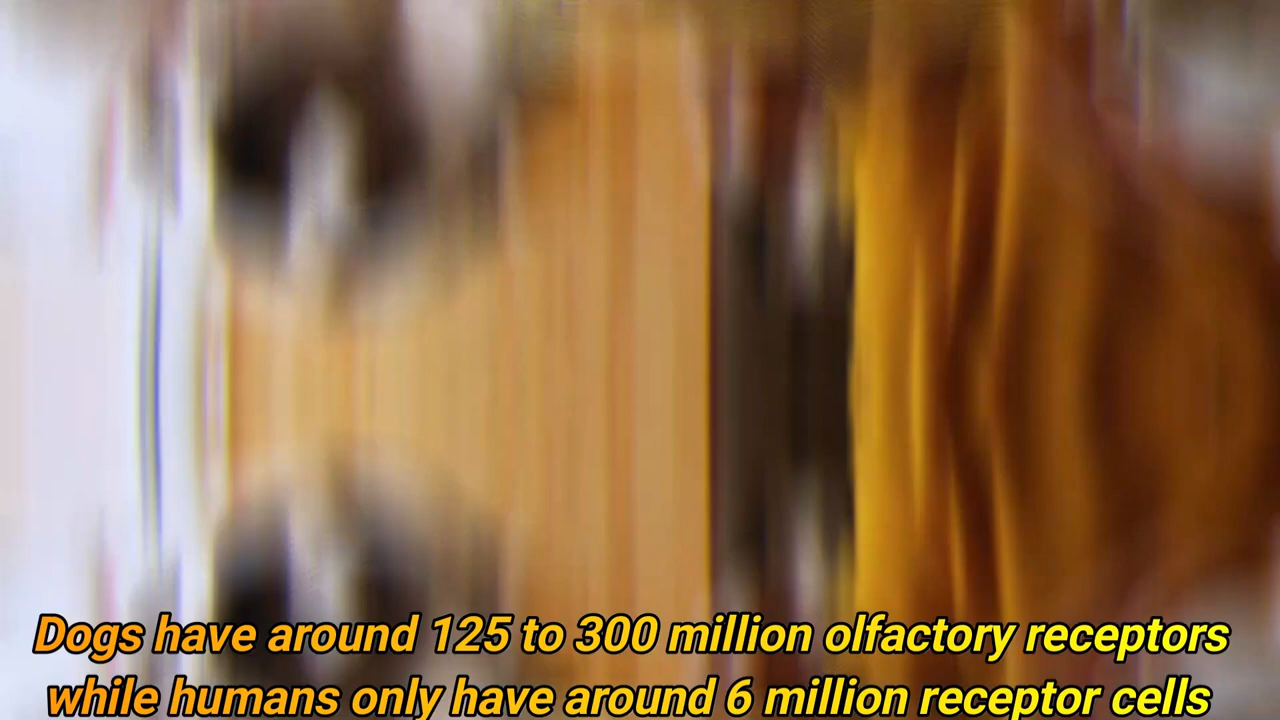 Dogs have around 125 to 300 million olfactory receptors
while humans only have around 6 million receptor cells